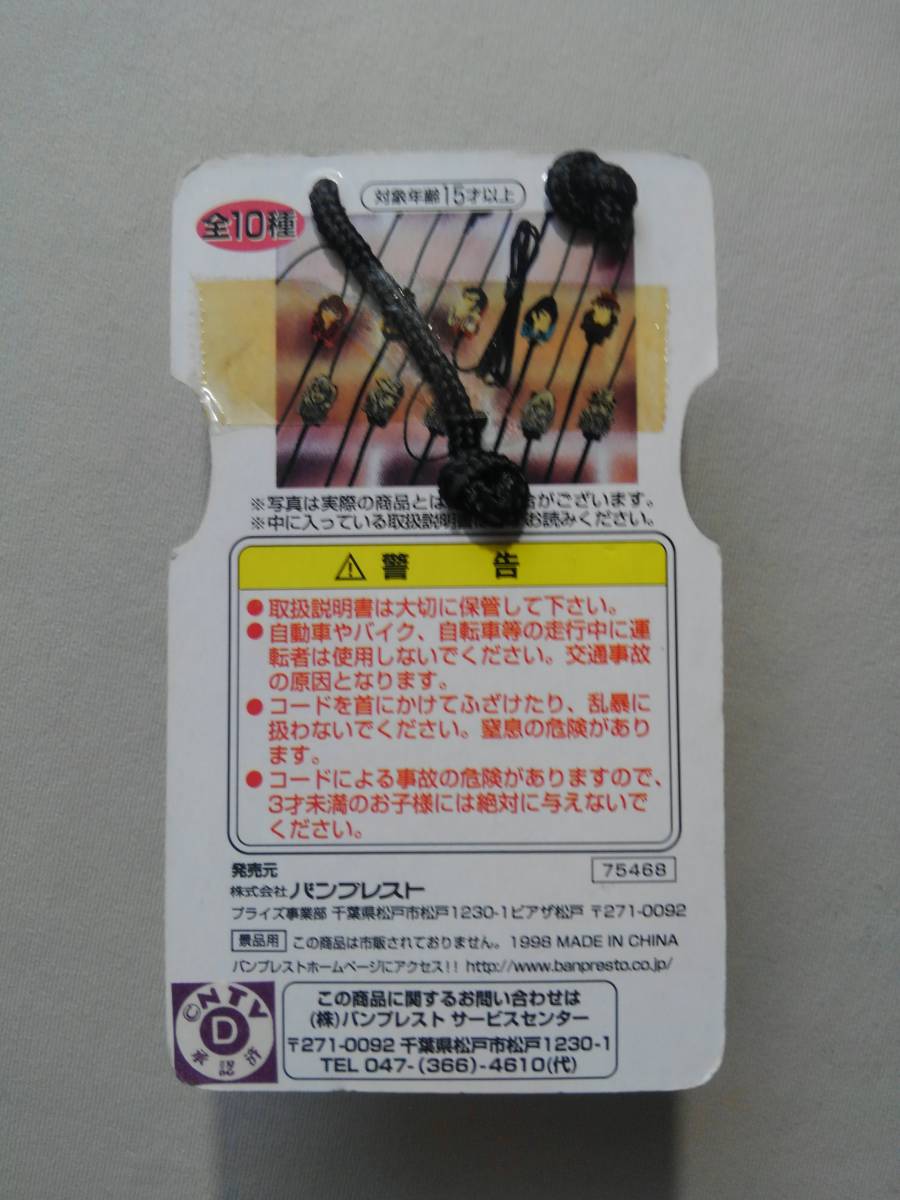 対象年齢15才以上
全10種
※写真は実際の商品とは 合がございます。
※中に入っている取扱説明書 お読みください。
⚠警 告
●取扱説明書は大切に保管して下さい。
●自動車やバイク、自転車等の走行中に運
転者は使用しないでください。交通事故
の原因となります。
●コードを首にかけてふざけたり、乱暴に
扱わないでください。窒息の危険があり
ます。
●コードによる事故の危険がありますので、
3才未満のお子様には絶対に与えないで
ください。
発売元
75468
株式会社バンプレスト
プライズ事業部 千葉県松戸市松戸1230-1ピアザ松戸 〒271-0092
景品用 この商品は市販されておりません。1998 MADE IN CHINA
バンプレストホームページにアクセス!! http://www.banpresto.co.jp/
©NTV
D
承認済
この商品に関するお問い合わせは
(株)バンプレスト サービスセンター
〒271-0092 千葉県松戸市松戸1230-1
TEL 047-(366)-4610(代)